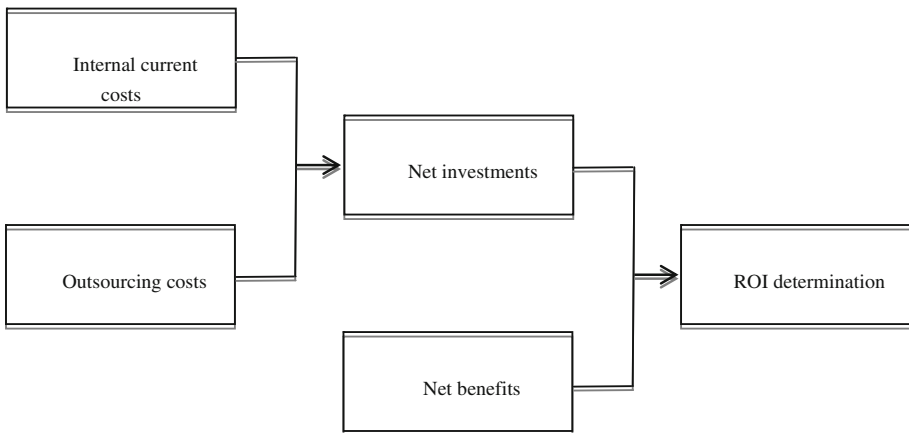 Internal current
costs
Net investments
Outsourcing costs
ROI determination
Net benefits